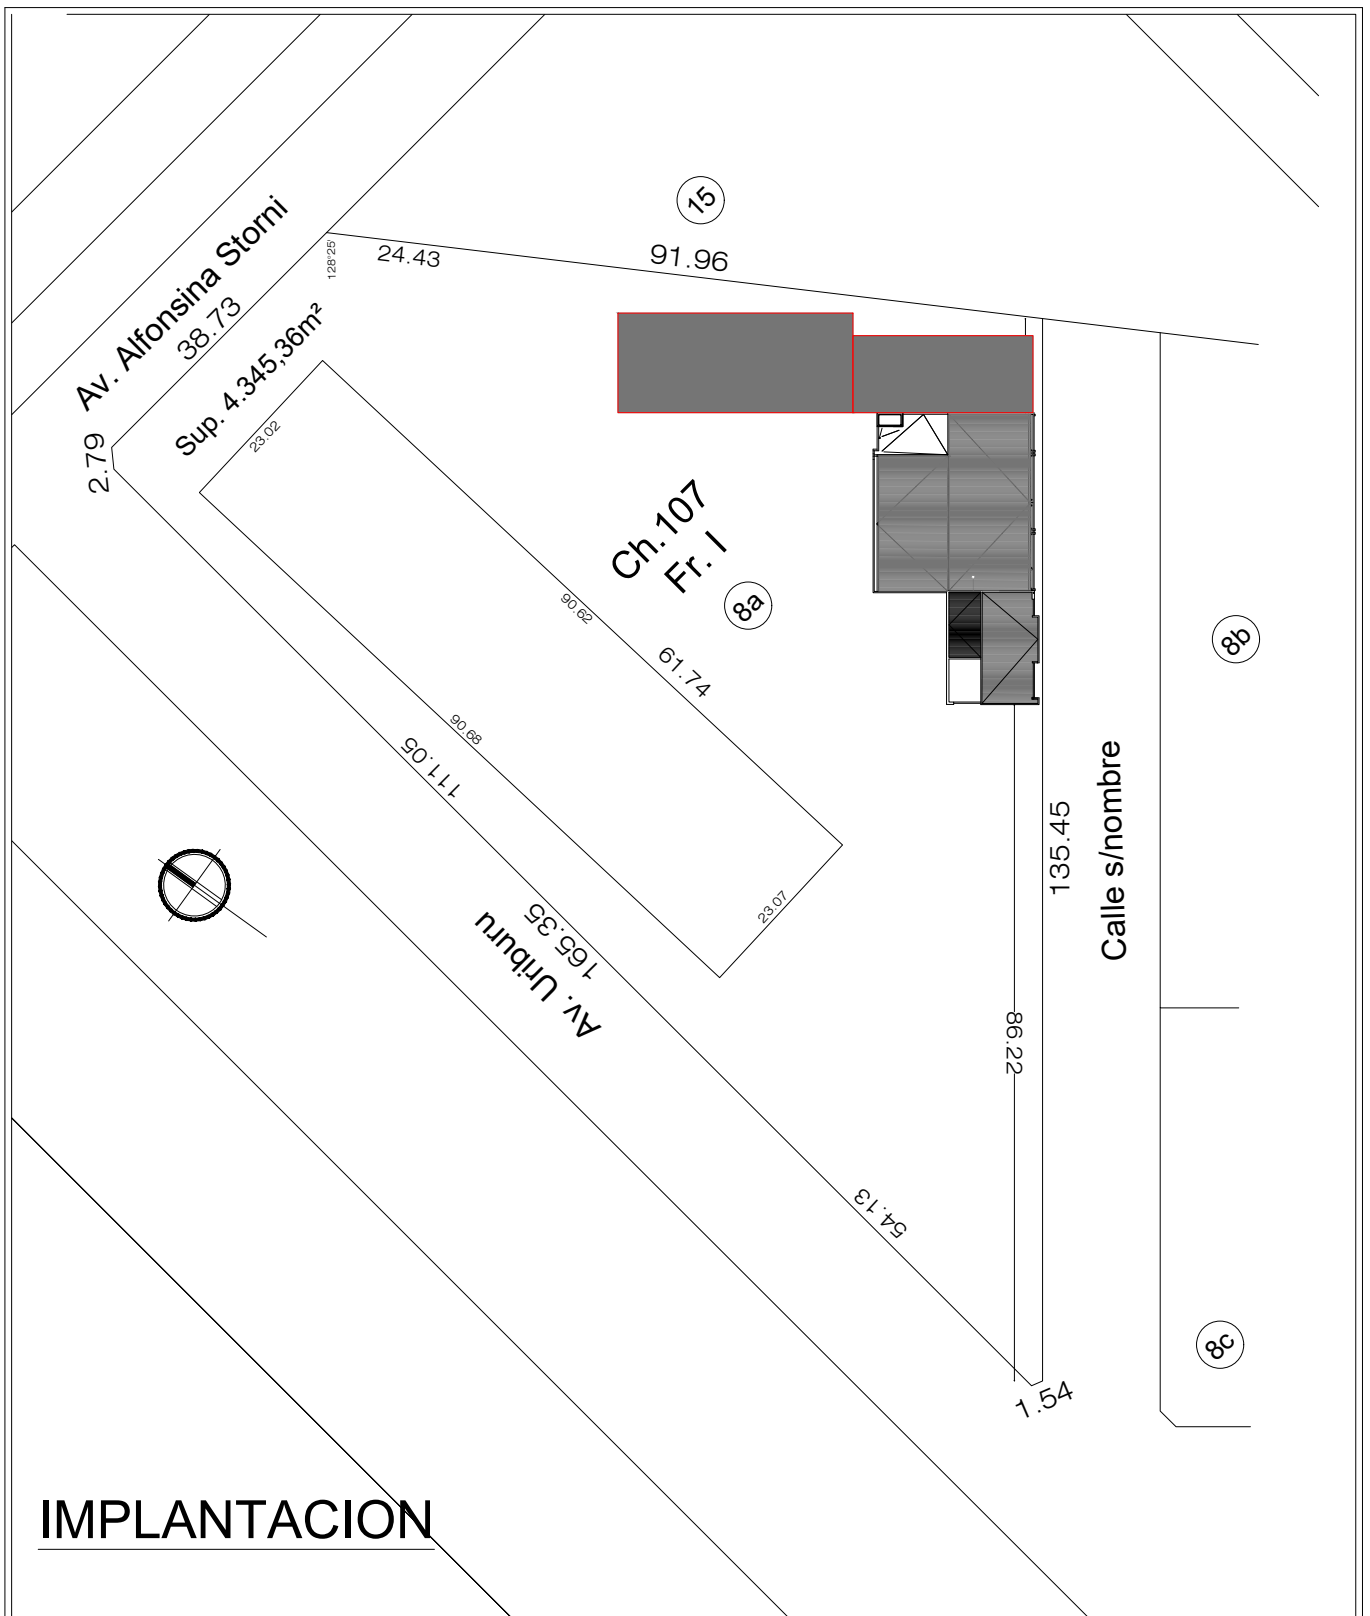 15
Av. Alfonsina Storni
128°25'
24.43
91.96
38.73
Sup. 4.345,36m²
2.79
23.02
Ch.107
Fr. I
8a
90.62
61.74
8b
90.68
111.05
135.45
Calle s/nombre
23.07
165.35
Av. Uriburu
86.22
54.13
8c
1.54
IMPLANTACION